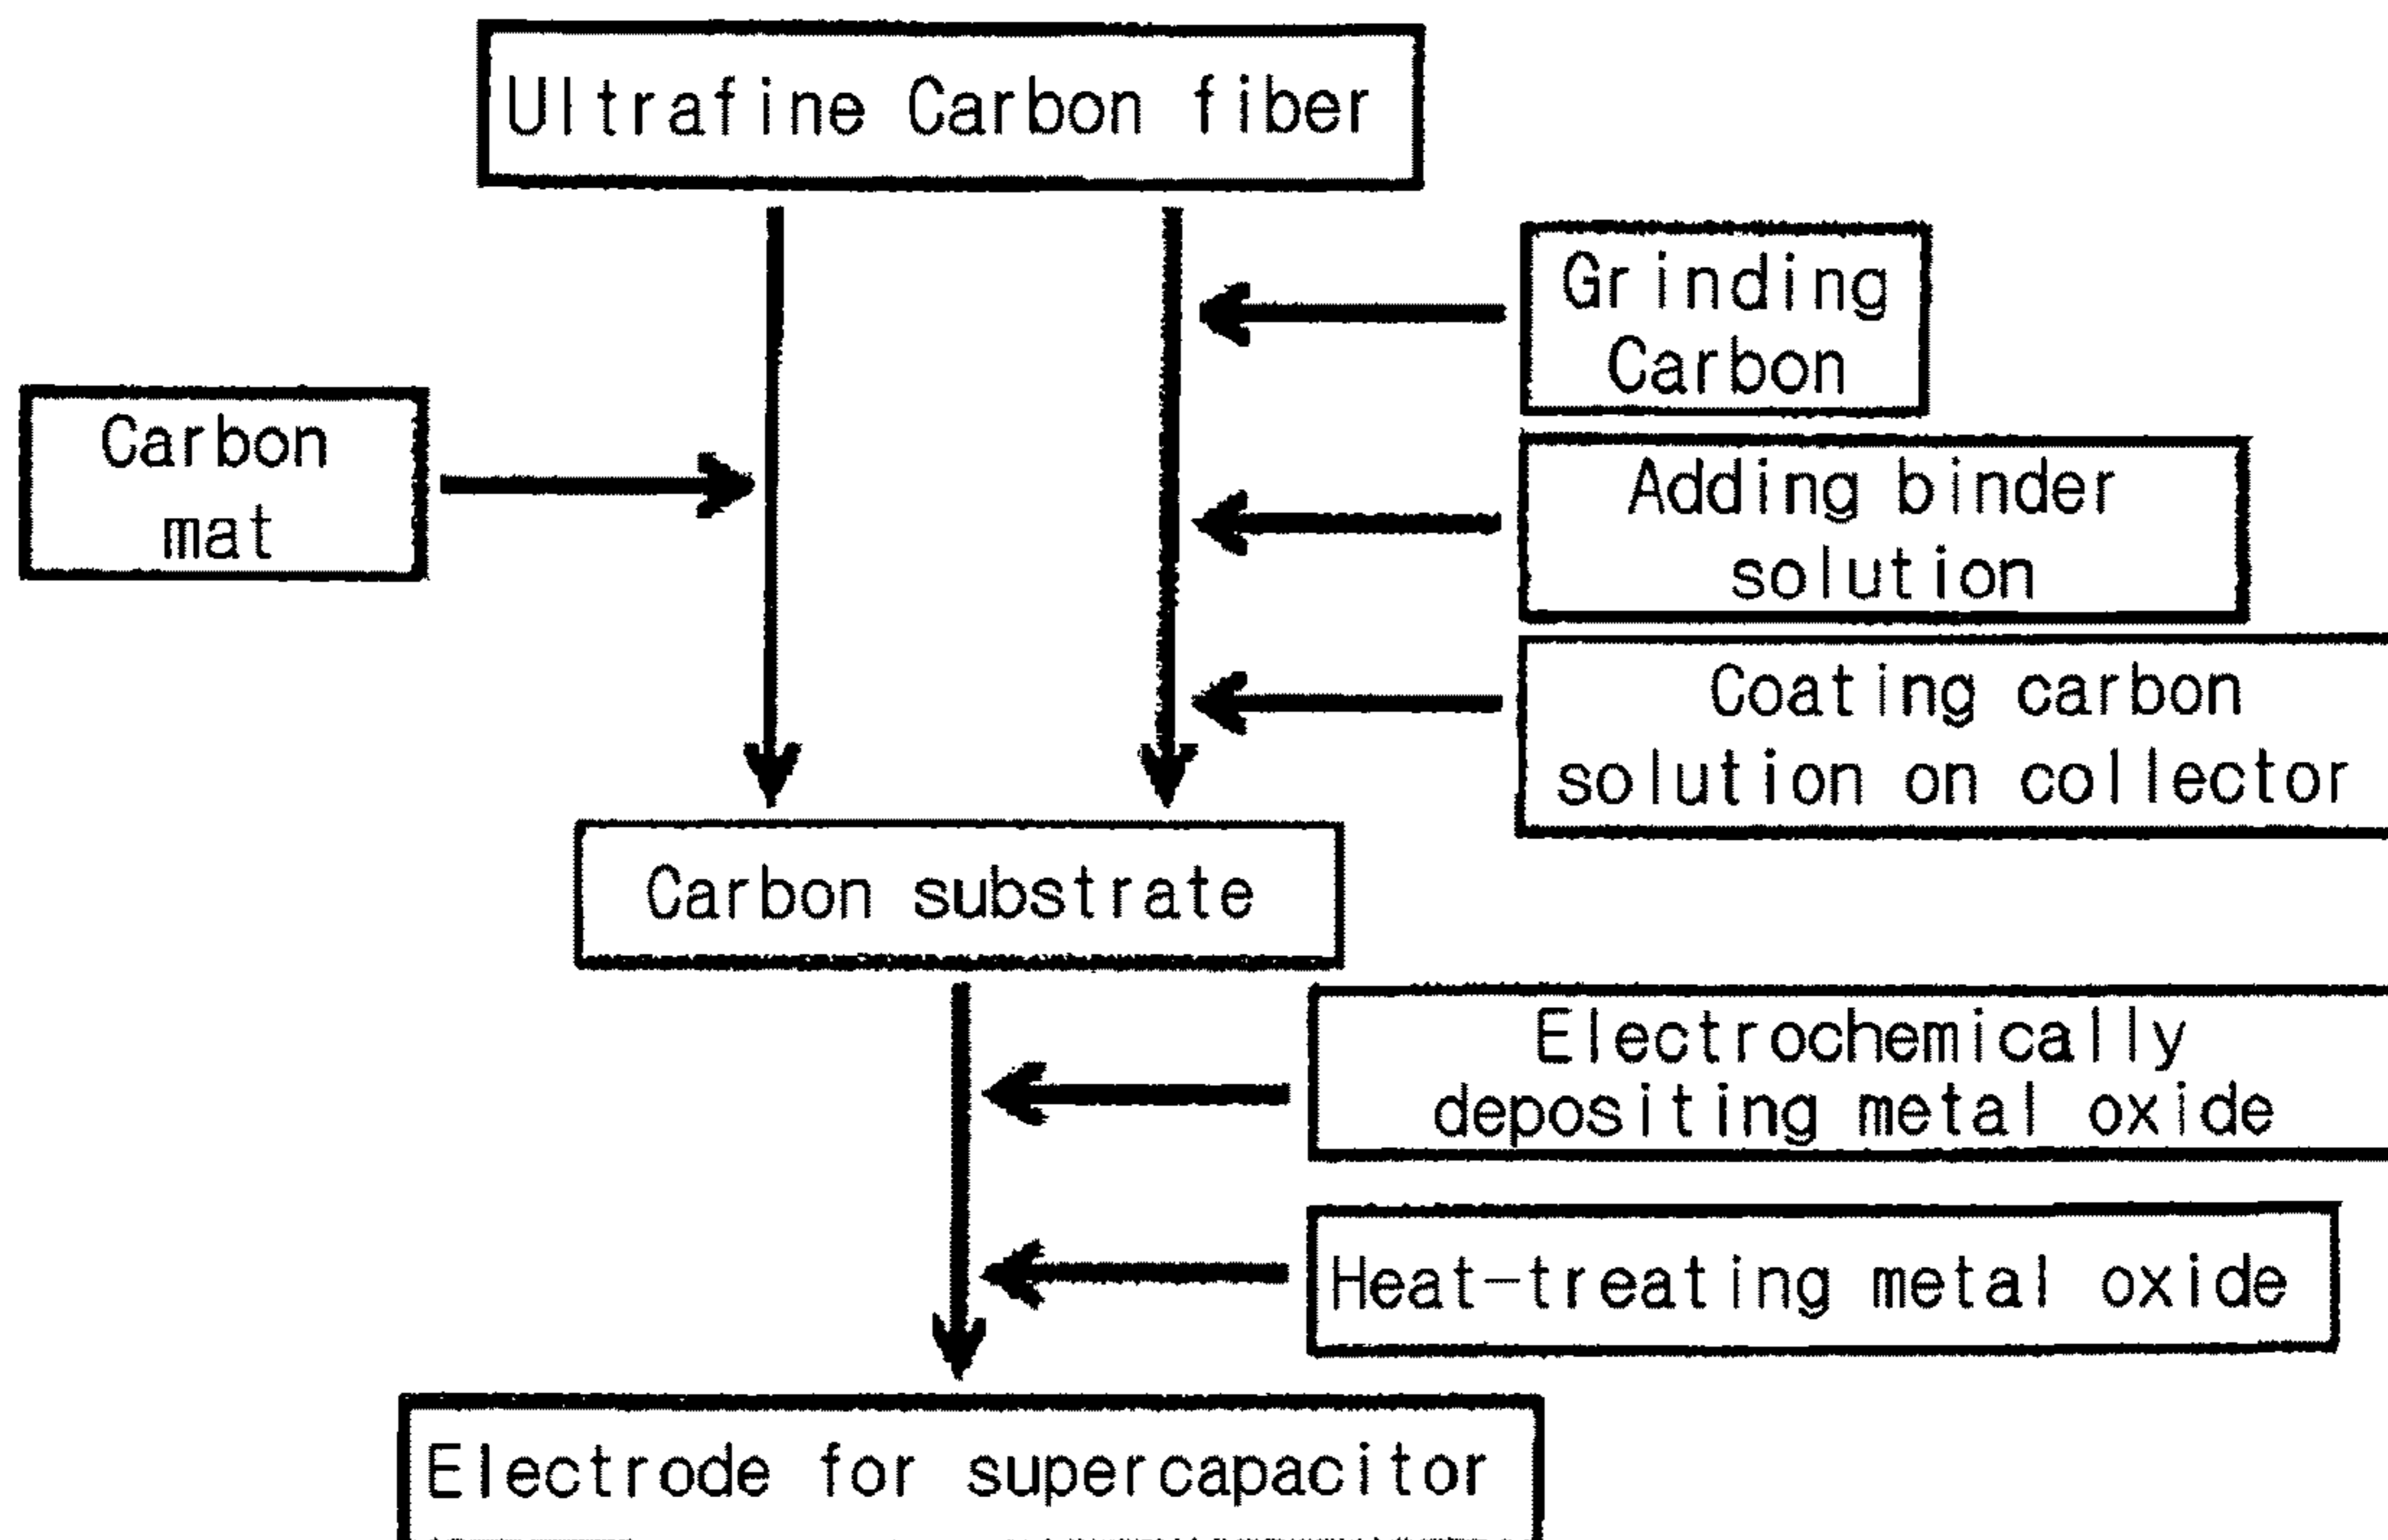 Ultrafine Carbon fiber
Grinding
Carbon
Carbon
mat
Adding binder
solution
Coating carbon
solution on collector
Carbon substrate
Electrochemically
depositing metal oxide
Heat-treating metal oxide
Electrode for supercapacitor